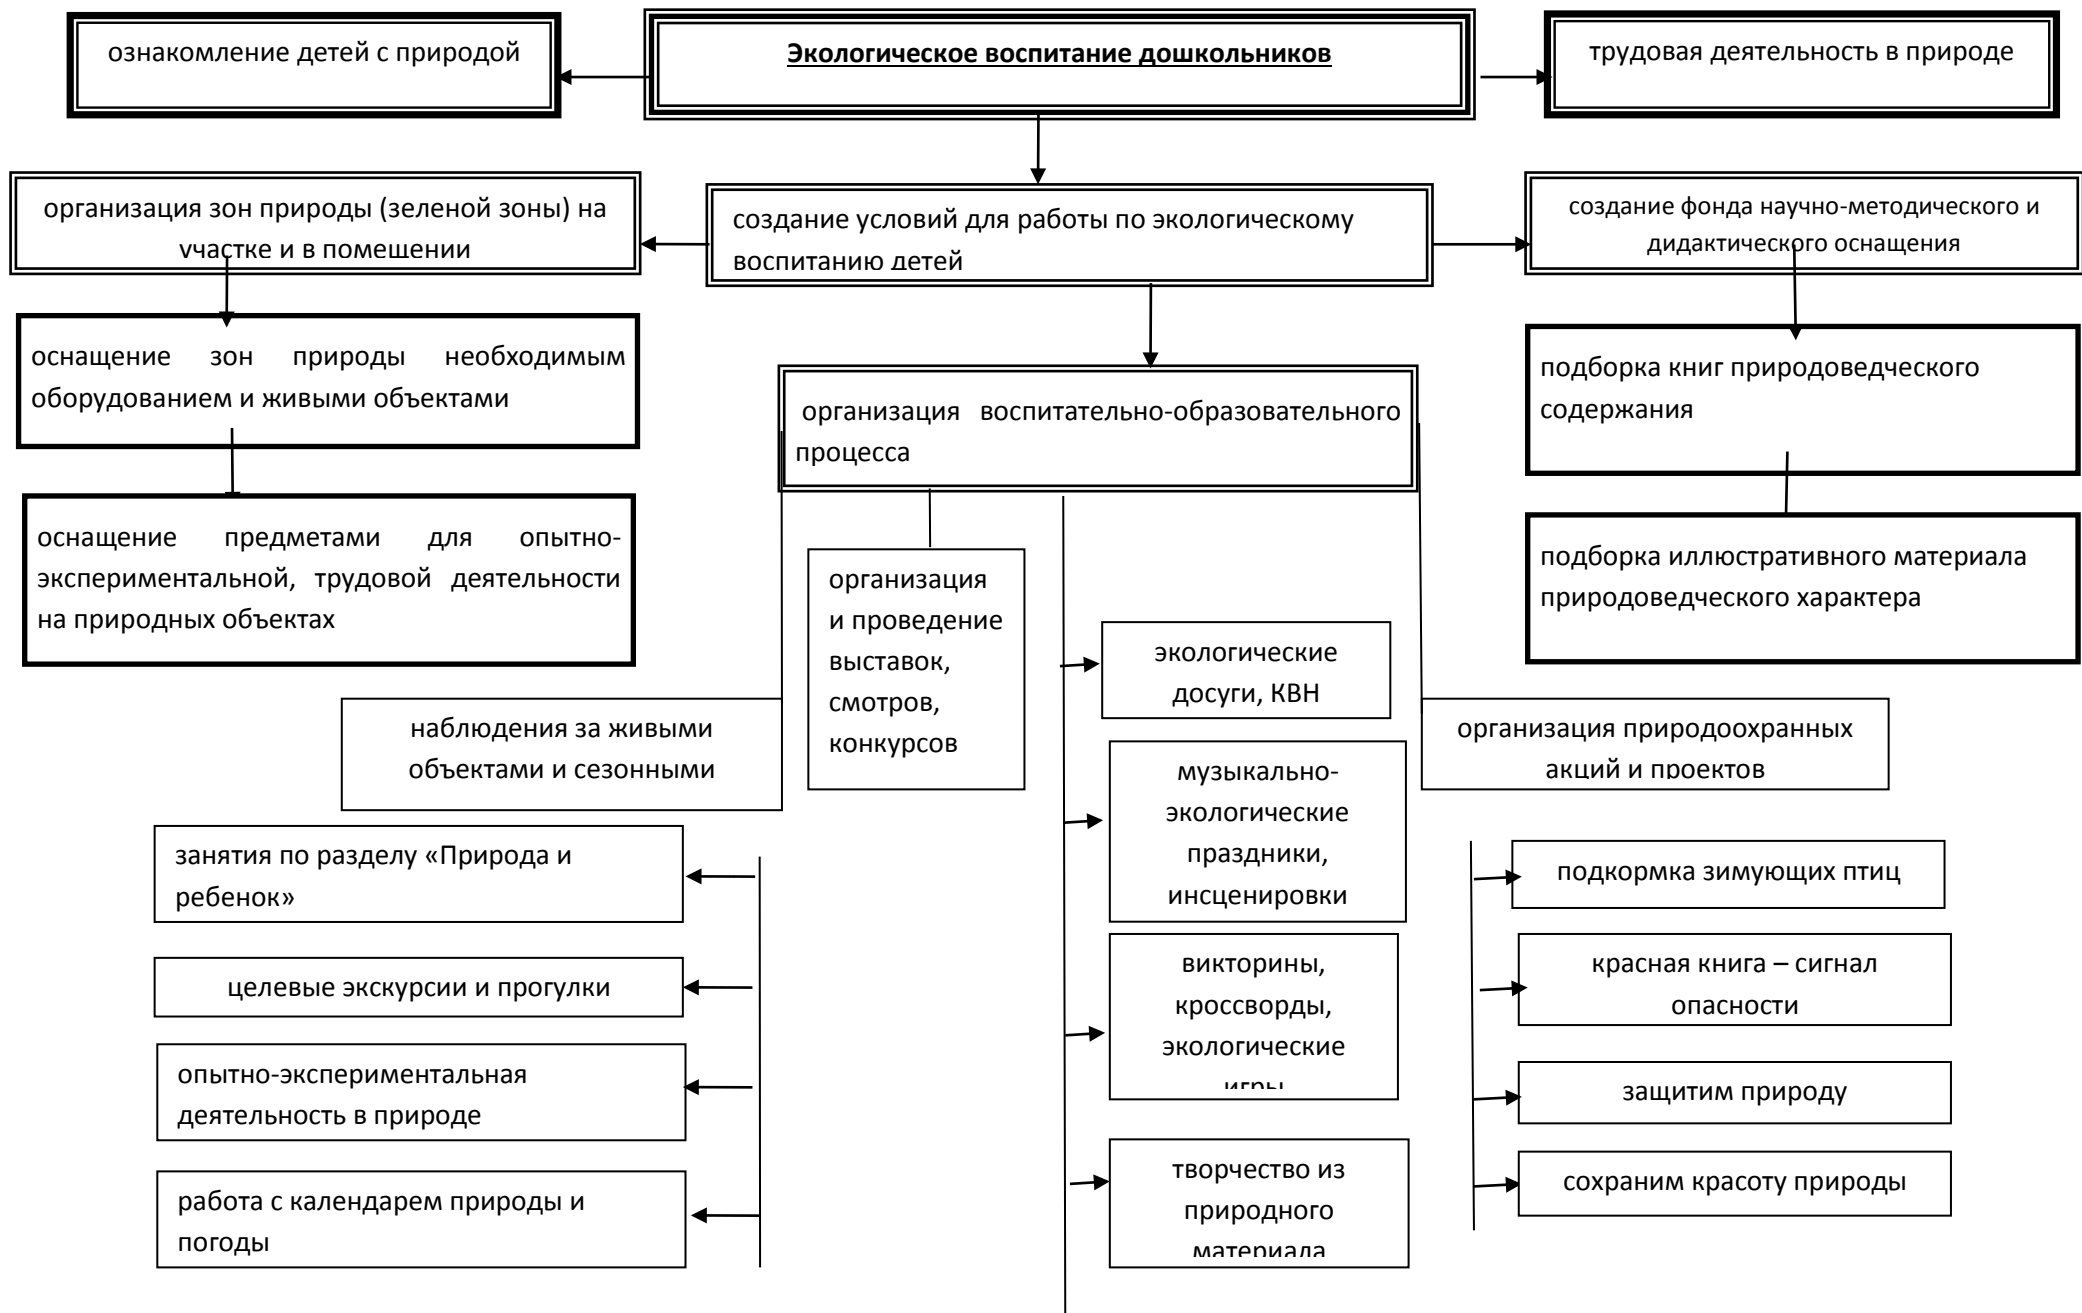 ознакомление детей с природой
Экологическое воспитание дошкольников
трудовая деятельность в природе
организация зон природы (зеленой зоны) на
участке и в помещении
создание условий для работы по экологическому
воспитанию детей
создание фонда научно-методического и
дидактического оснащения
оснащение зон природы необходимым
оборудованием и живыми объектами
организация воспитательно-образовательного
процесса
подборка книг природоведческого
содержания
оснащение предметами для опытно-
экспериментальной, трудовой деятельности
на природных объектах
организация
и проведение
выставок,
смотров,
конкурсов
подборка иллюстративного материала
природоведческого характера
экологические
досуги, КВН
наблюдения за живыми
объектами и сезонными
организация природоохранных
акций и проектов
музыкально-
экологические
праздники,
инсценировки
занятия по разделу «Природа и
ребенок»
подкормка зимующих птиц
целевые экскурсии и прогулки
викторины,
кроссворды,
экологические
игры
красная книга – сигнал
опасности
опытно-экспериментальная
деятельность в природе
защитим природу
работа с календарем природы и
погоды
творчество из
природного
материала
сохраним красоту природы